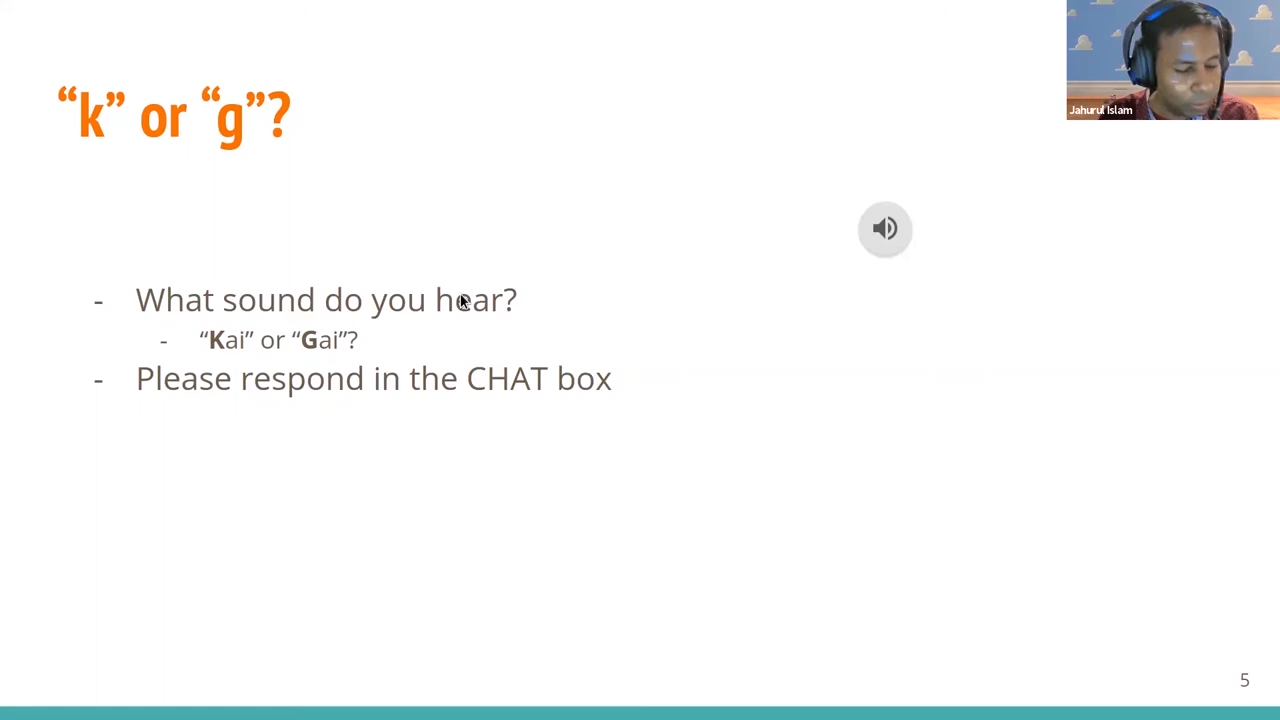 “k” or “g”?
Jahurul Islam
- What sound do you hear?
- “Kai” or “Gai”?
- Please respond in the CHAT box
5